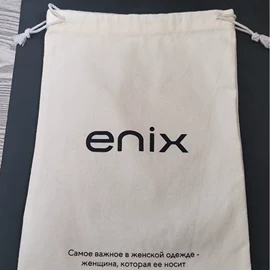 enix
Самое важное в женской одежде -
женщина, которая ее носит